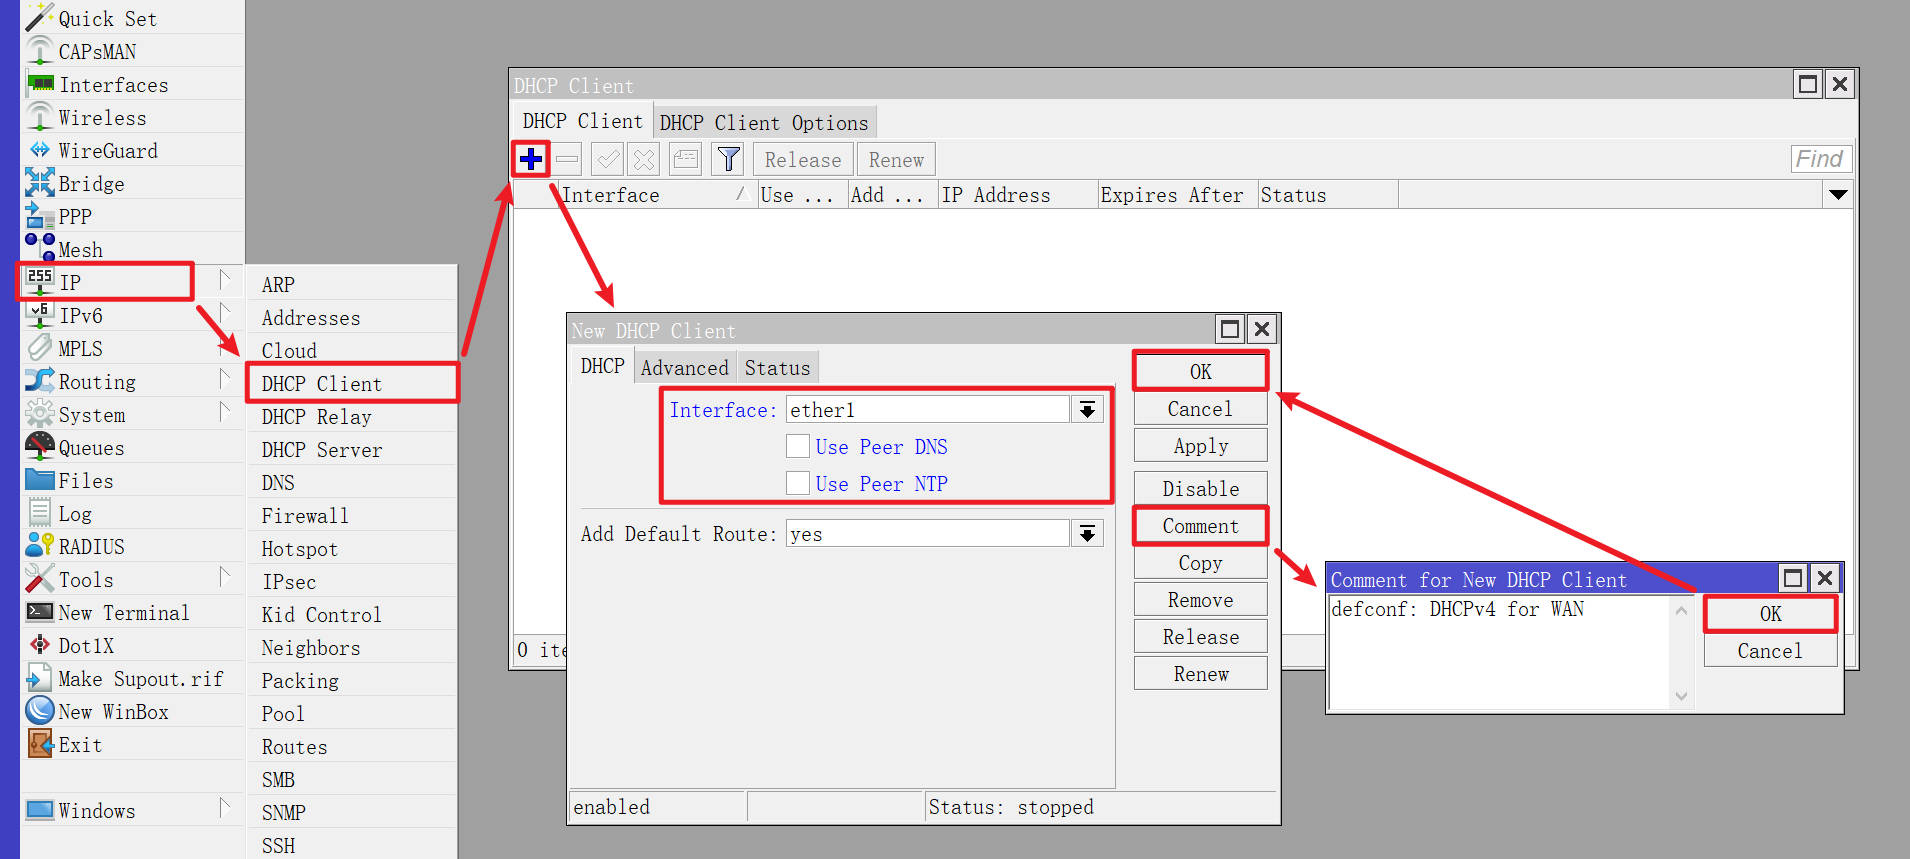 Quick Set
CAPsMAN
Interfaces
Wireless
WireGuard
Bridge
PPP
Mesh
255
IP
v6
IPv6
MPLS
Routing
System
Queues
Files
Log
RADIUS
Tools
New Terminal
Dot1X
Make Supout.rif
New WinBox
Exit
Windows
ARP
Addresses
Cloud
DHCP Client
DHCP Relay
DHCP Server
DNS
Firewall
Hotspot
IPsec
Kid Control
Neighbors
Packing
Pool
Routes
SMB
SNMP
SSH
DHCP Client
DHCP Client DHCP Client Options
Release Renew Find
Interface Use ... Add ... IP Address Expires After Status
0 ite
New DHCP Client
DHCP Advanced Status
Interface: ether1
Use Peer DNS
Use Peer NTP
Add Default Route: yes
OK
Cancel
Apply
Disable
Comment
Copy
Remove
Release
Renew
enabled Status: stopped
Comment for New DHCP Client
defconf: DHCPv4 for WAN
OK
Cancel